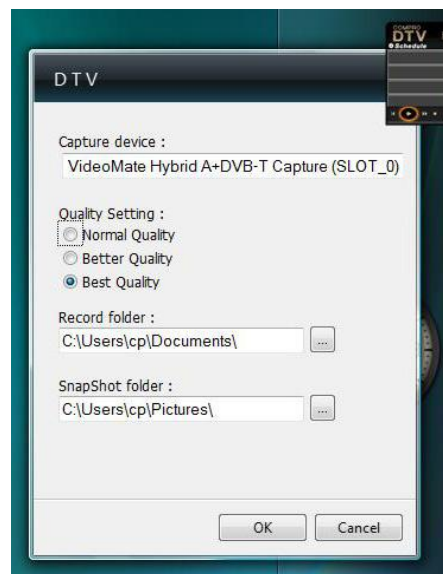 COMPRO
DTV
Schedule
DTV
Capture device :
VideoMate Hybrid A+DVB-T Capture (SLOT_0)
Quality Setting :
Normal Quality
Better Quality
Best Quality
Record folder :
C:\Users\cp\Documents\
...
SnapShot folder :
C:\Users\cp\Pictures\
...
OK
Cancel